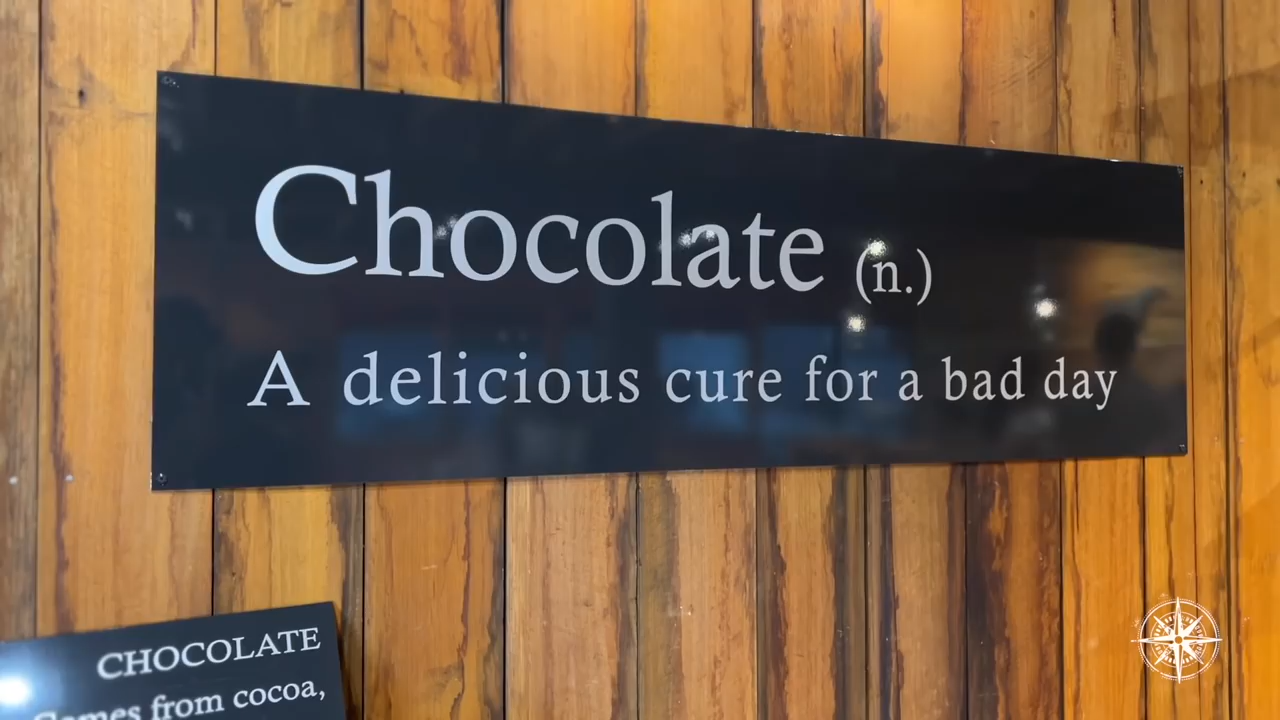 Chocolate (n.)
A delicious cure for a bad day
CHOCOLATE
Comes from cocoa,